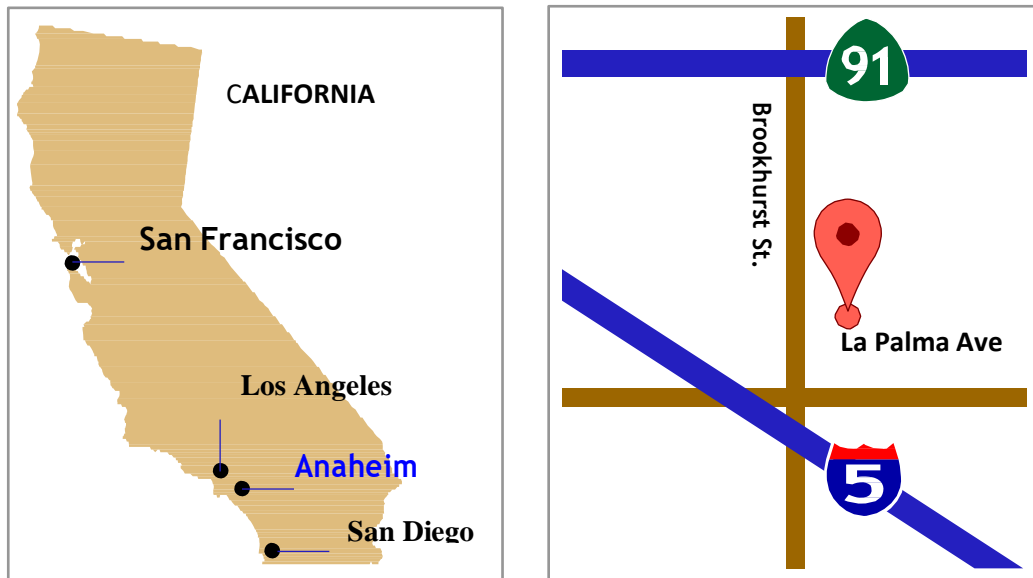 CALIFORNIA
San Francisco
Los Angeles
Anaheim
San Diego
91
Brookhurst St.
La Palma Ave
5